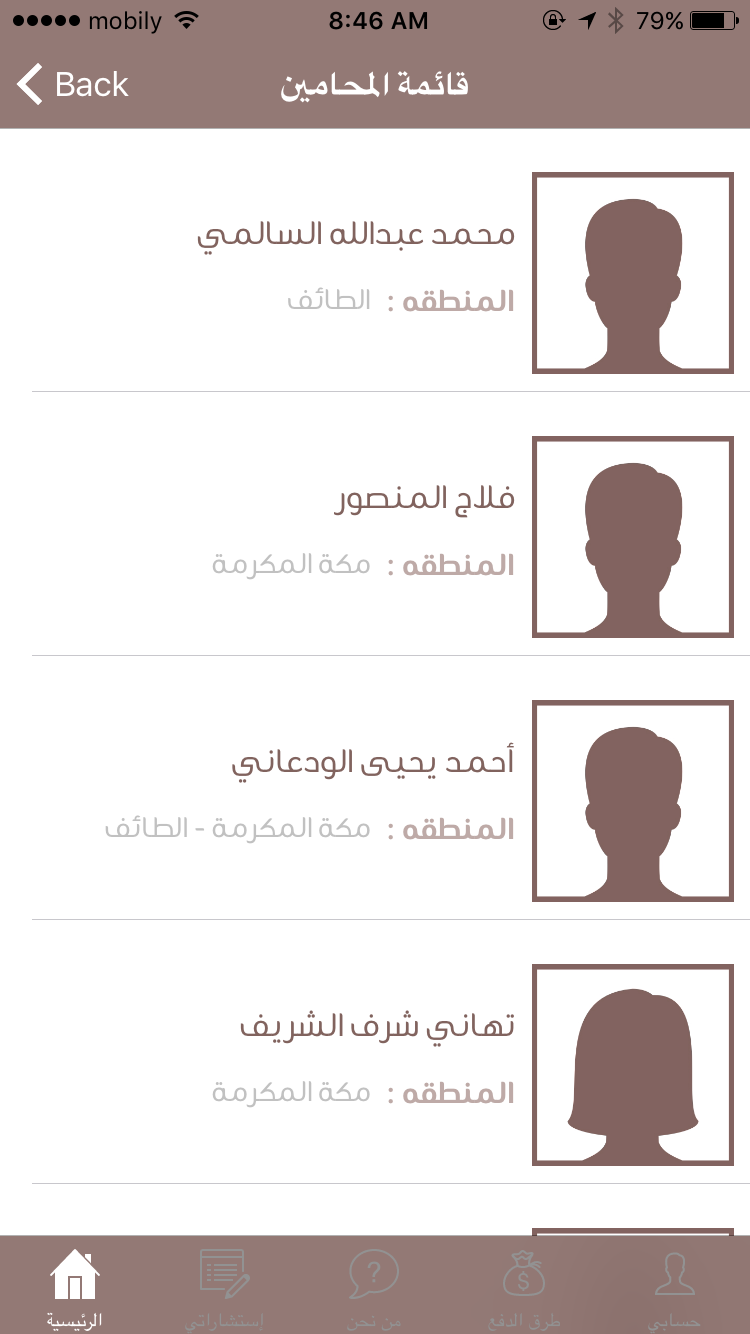 mobily 8:46 AM 79%
Back قائمة المحامين
محمد عبدالله السالمي
المنطقه : الطائف
فلاج المنصور
المنطقه : مكة المكرمة
أحمد يحيى الودعاني
المنطقه : مكة المكرمة - الطائف
تهاني شرف الشريف
المنطقه : مكة المكرمة
حسابي طرق الدفع من نحن إستشاراتي الرئيسية